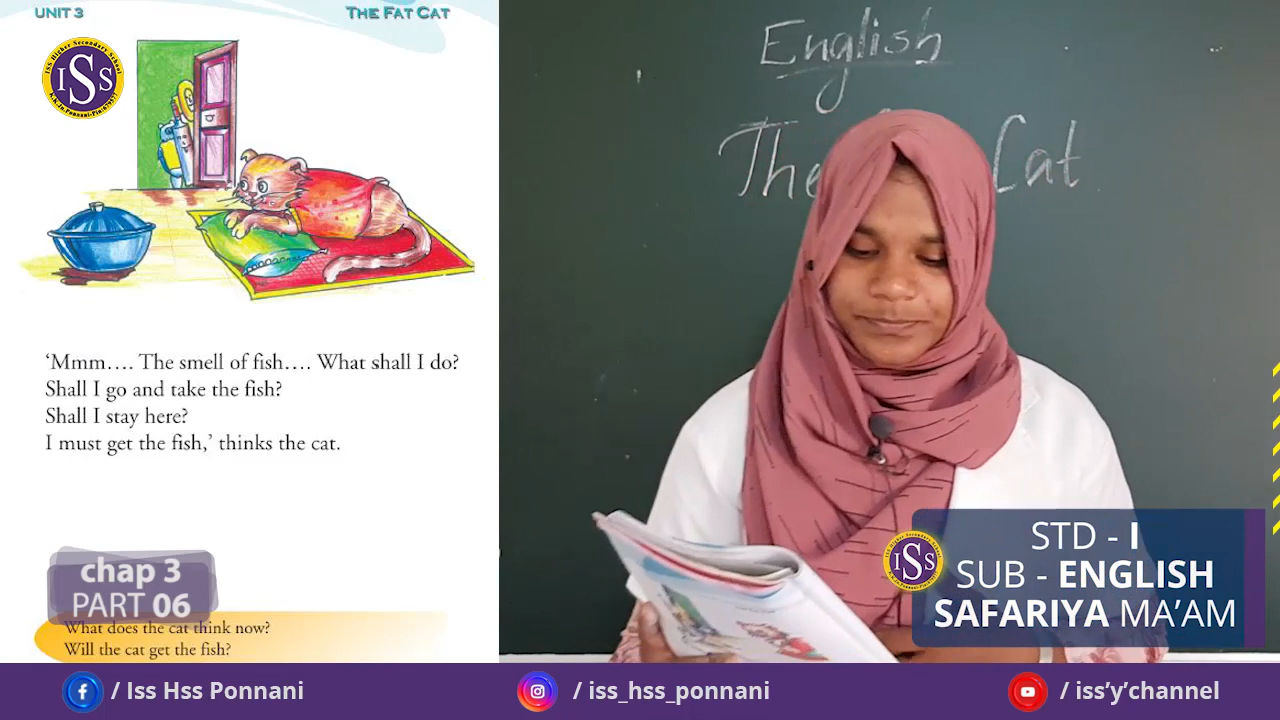 UNIT 3
THE FAT CAT
ISS
‘Mmm…. The smell of fish…. What shall I do?
Shall I go and take the fish?
Shall I stay here?
I must get the fish,’ thinks the cat.
chap 3
PART 06
What does the cat think now?
Will the cat get the fish?
English
The Cat
ISS
STD - I
SUB - ENGLISH
SAFARIYA MA’AM
/ Iss Hss Ponnani
/ iss_hss_ponnani
/ iss’y’channel